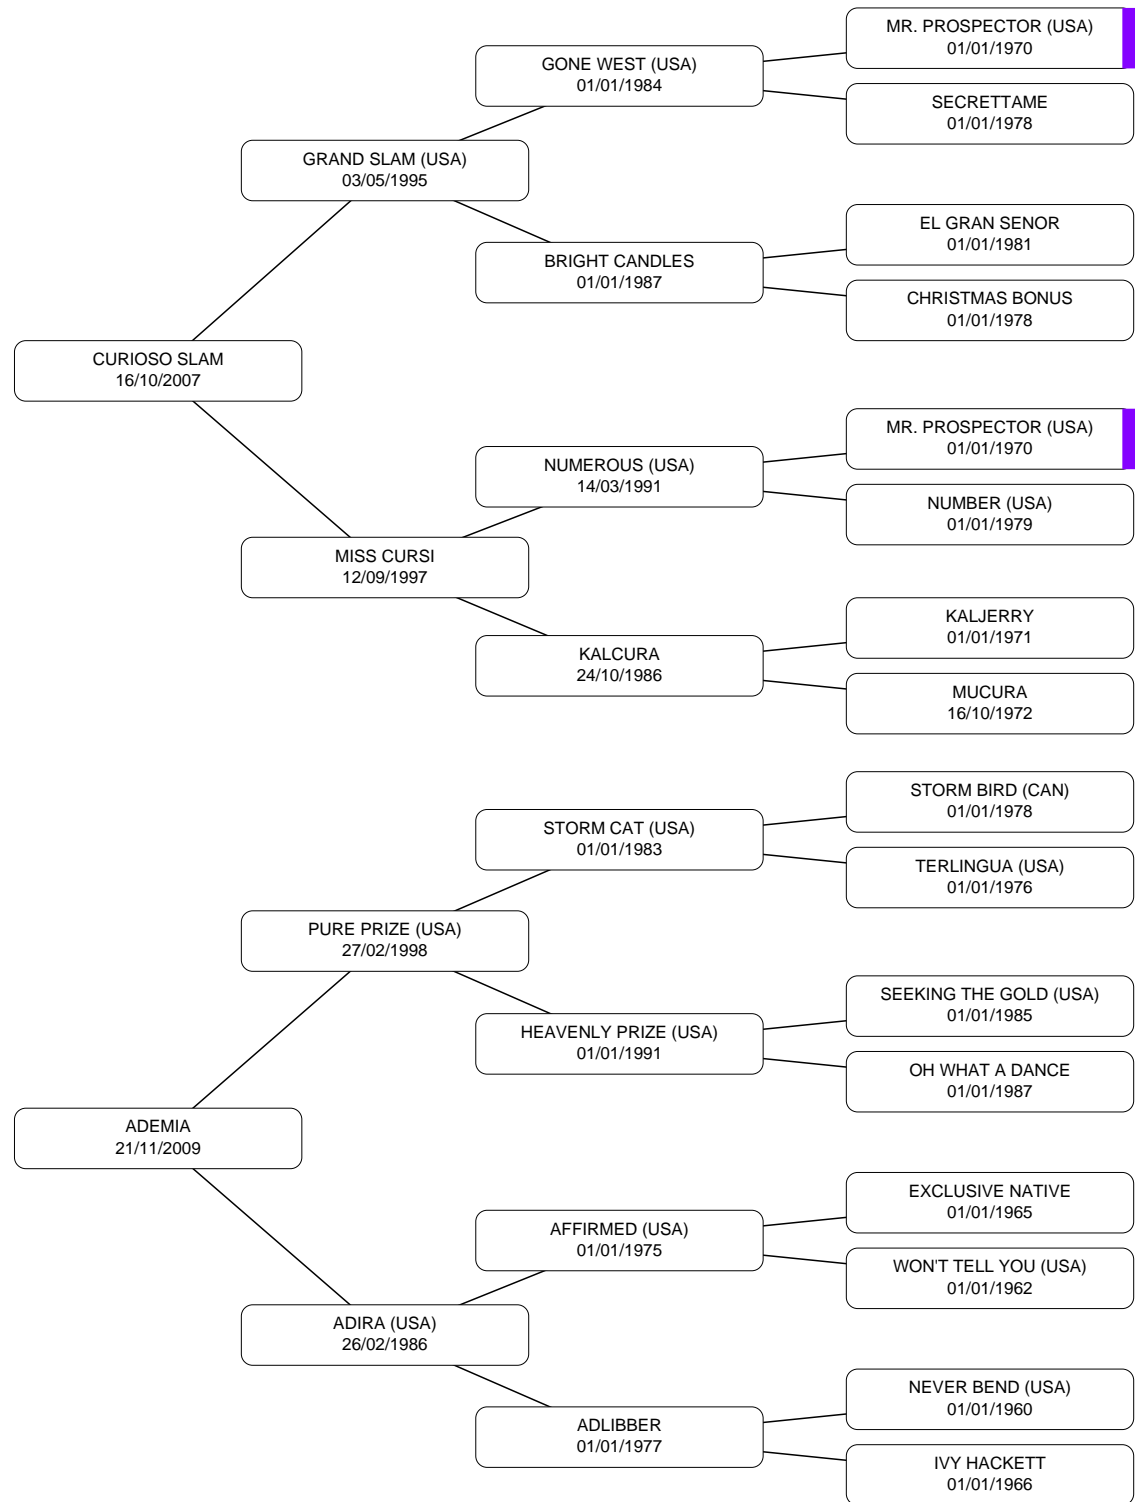 MR. PROSPECTOR (USA)
01/01/1970
GONE WEST (USA)
01/01/1984
SECRETTAME
01/01/1978
GRAND SLAM (USA)
03/05/1995
EL GRAN SENOR
01/01/1981
BRIGHT CANDLES
01/01/1987
CHRISTMAS BONUS
01/01/1978
CURIOSO SLAM
16/10/2007
MR. PROSPECTOR (USA)
01/01/1970
NUMEROUS (USA)
14/03/1991
NUMBER (USA)
01/01/1979
MISS CURSI
12/09/1997
KALJERRY
01/01/1971
KALCURA
24/10/1986
MUCURA
16/10/1972
STORM BIRD (CAN)
01/01/1978
STORM CAT (USA)
01/01/1983
TERLINGUA (USA)
01/01/1976
PURE PRIZE (USA)
27/02/1998
SEEKING THE GOLD (USA)
01/01/1985
HEAVENLY PRIZE (USA)
01/01/1991
OH WHAT A DANCE
01/01/1987
ADEMIA
21/11/2009
EXCLUSIVE NATIVE
01/01/1965
AFFIRMED (USA)
01/01/1975
WON'T TELL YOU (USA)
01/01/1962
ADIRA (USA)
26/02/1986
NEVER BEND (USA)
01/01/1960
ADLIBBER
01/01/1977
IVY HACKETT
01/01/1966